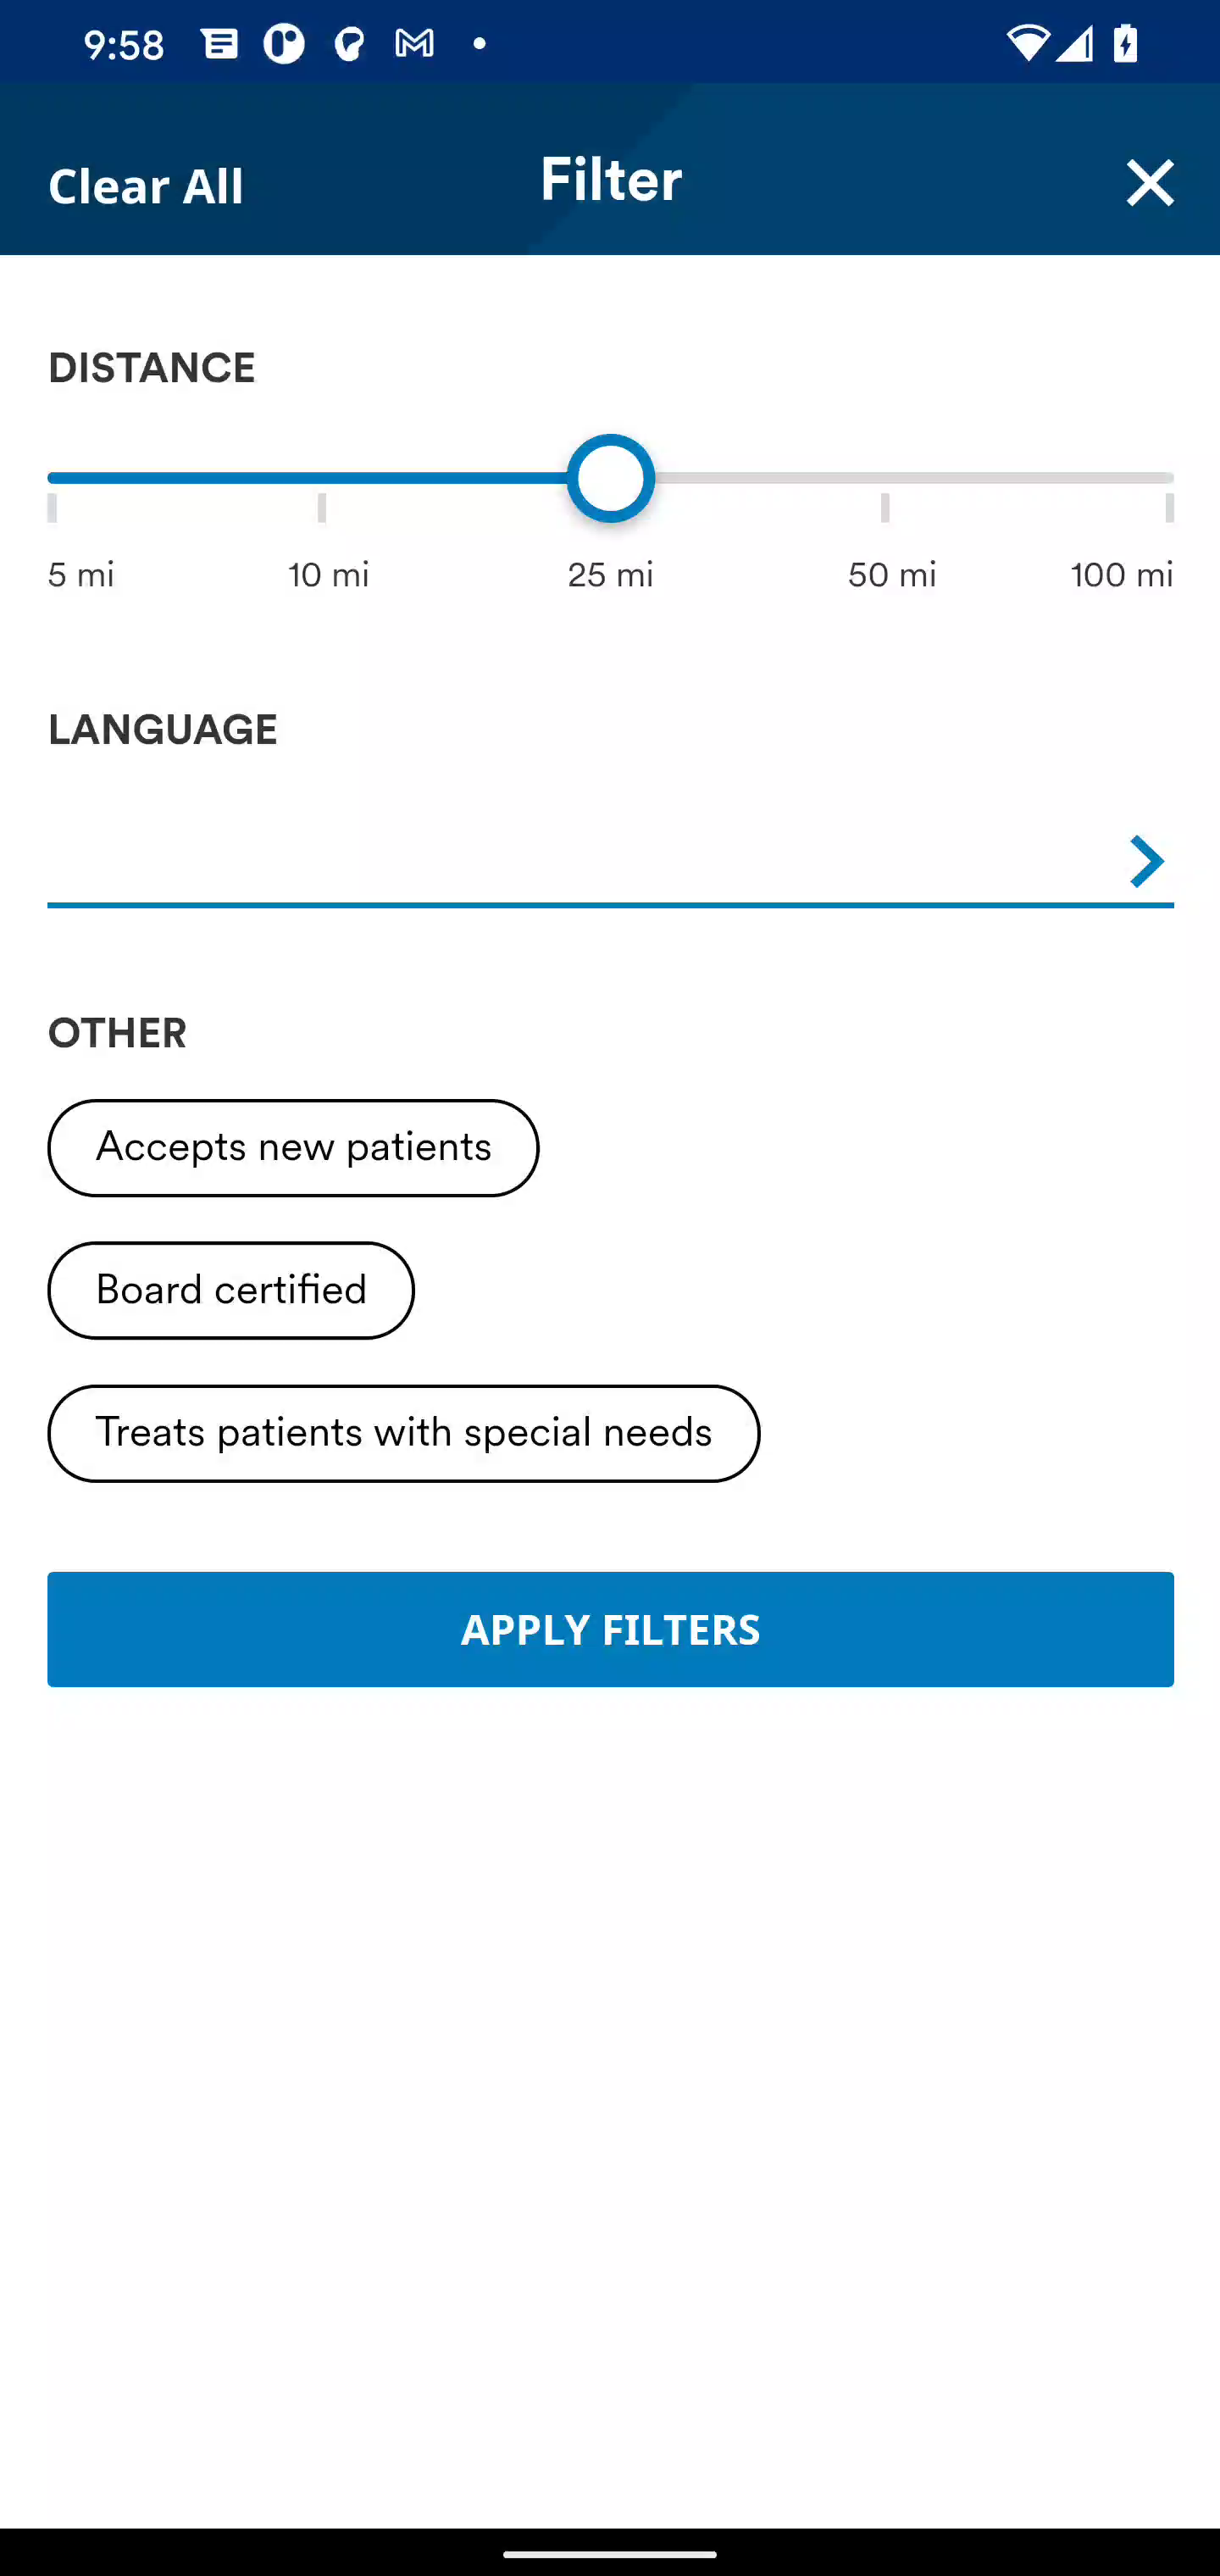 9:58
Clear All Filter
DISTANCE
5 mi 10 mi 25 mi 50 mi 100 mi
LANGUAGE
OTHER
Accepts new patients
Board certified
Treats patients with special needs
APPLY FILTERS